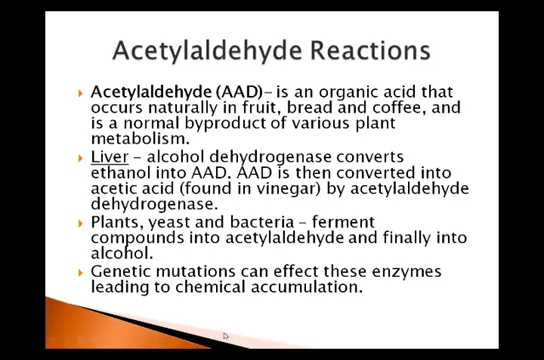 Acetylaldehyde Reactions
Acetylaldehyde (AAD)– is an organic acid that
occurs naturally in fruit, bread and coffee, and
is a normal byproduct of various plant
metabolism.
Liver – alcohol dehydrogenase converts
ethanol into AAD. AAD is then converted into
acetic acid (found in vinegar) by acetylaldehyde
dehydrogenase.
Plants, yeast and bacteria – ferment
compounds into acetylaldehyde and finally into
alcohol.
Genetic mutations can effect these enzymes
leading to chemical accumulation.